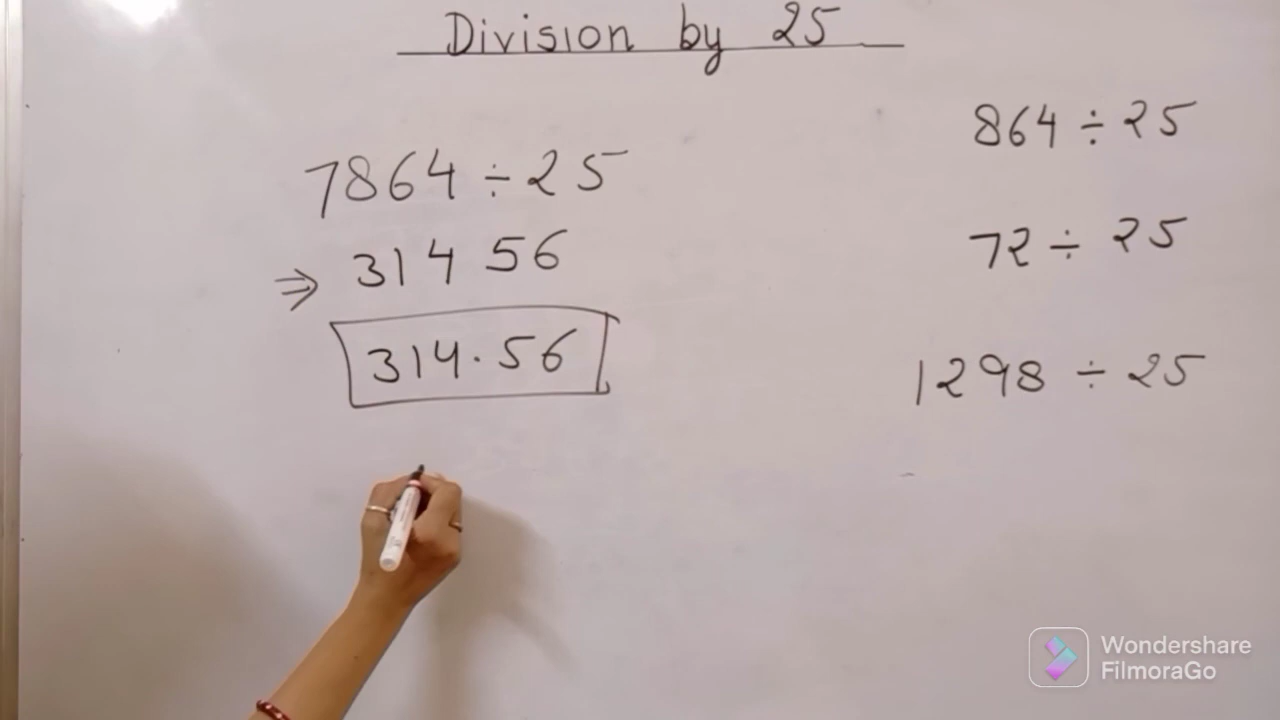 Division by 25
7864 ÷ 25
⇒ 314 56
314.56
864 ÷ 25
72 ÷ 25
1298 ÷ 25
Wondershare
FilmoraGo